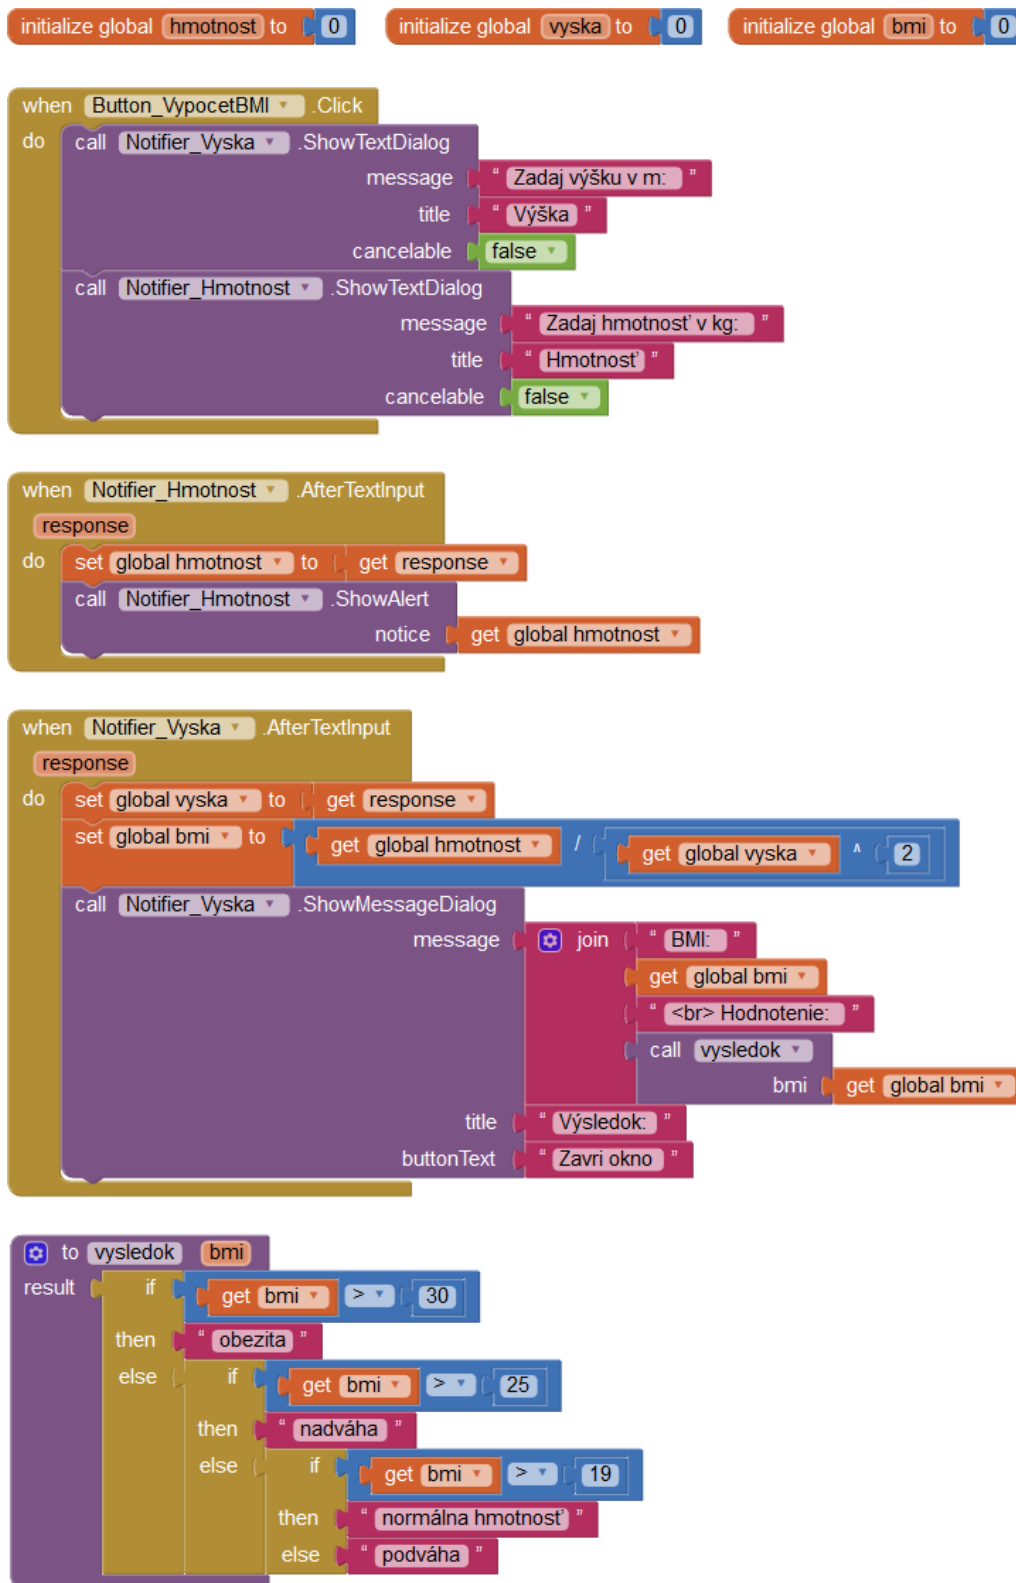 initialize global hmotnost to 0 initialize global vyska to 0 initialize global bmi to 0
when Button_VypocetBMI .Click
do call Notifier_Vyska .ShowTextDialog
message " Zadaj výšku v m: "
title " Výška "
cancelable false
call Notifier_Hmotnost .ShowTextDialog
message " Zadaj hmotnosť v kg: "
title " Hmotnosť "
cancelable false
when Notifier_Hmotnost .AfterTextInput
response
do set global hmotnost to get response
call Notifier_Hmotnost .ShowAlert
notice get global hmotnost
when Notifier_Vyska .AfterTextInput
response
do set global vyska to get response
set global bmi to get global hmotnost / get global vyska ^ 2
call Notifier_Vyska .ShowMessageDialog
message join " BMI: "
get global bmi
" <br> Hodnotenie: "
call vysledok
bmi get global bmi
title " Výsledok: "
buttonText " Zavri okno "
to vysledok bmi
result if get bmi > 30
then " obezita "
else if get bmi > 25
then " nadváha "
else if get bmi > 19
then " normálna hmotnosť "
else " podváha "